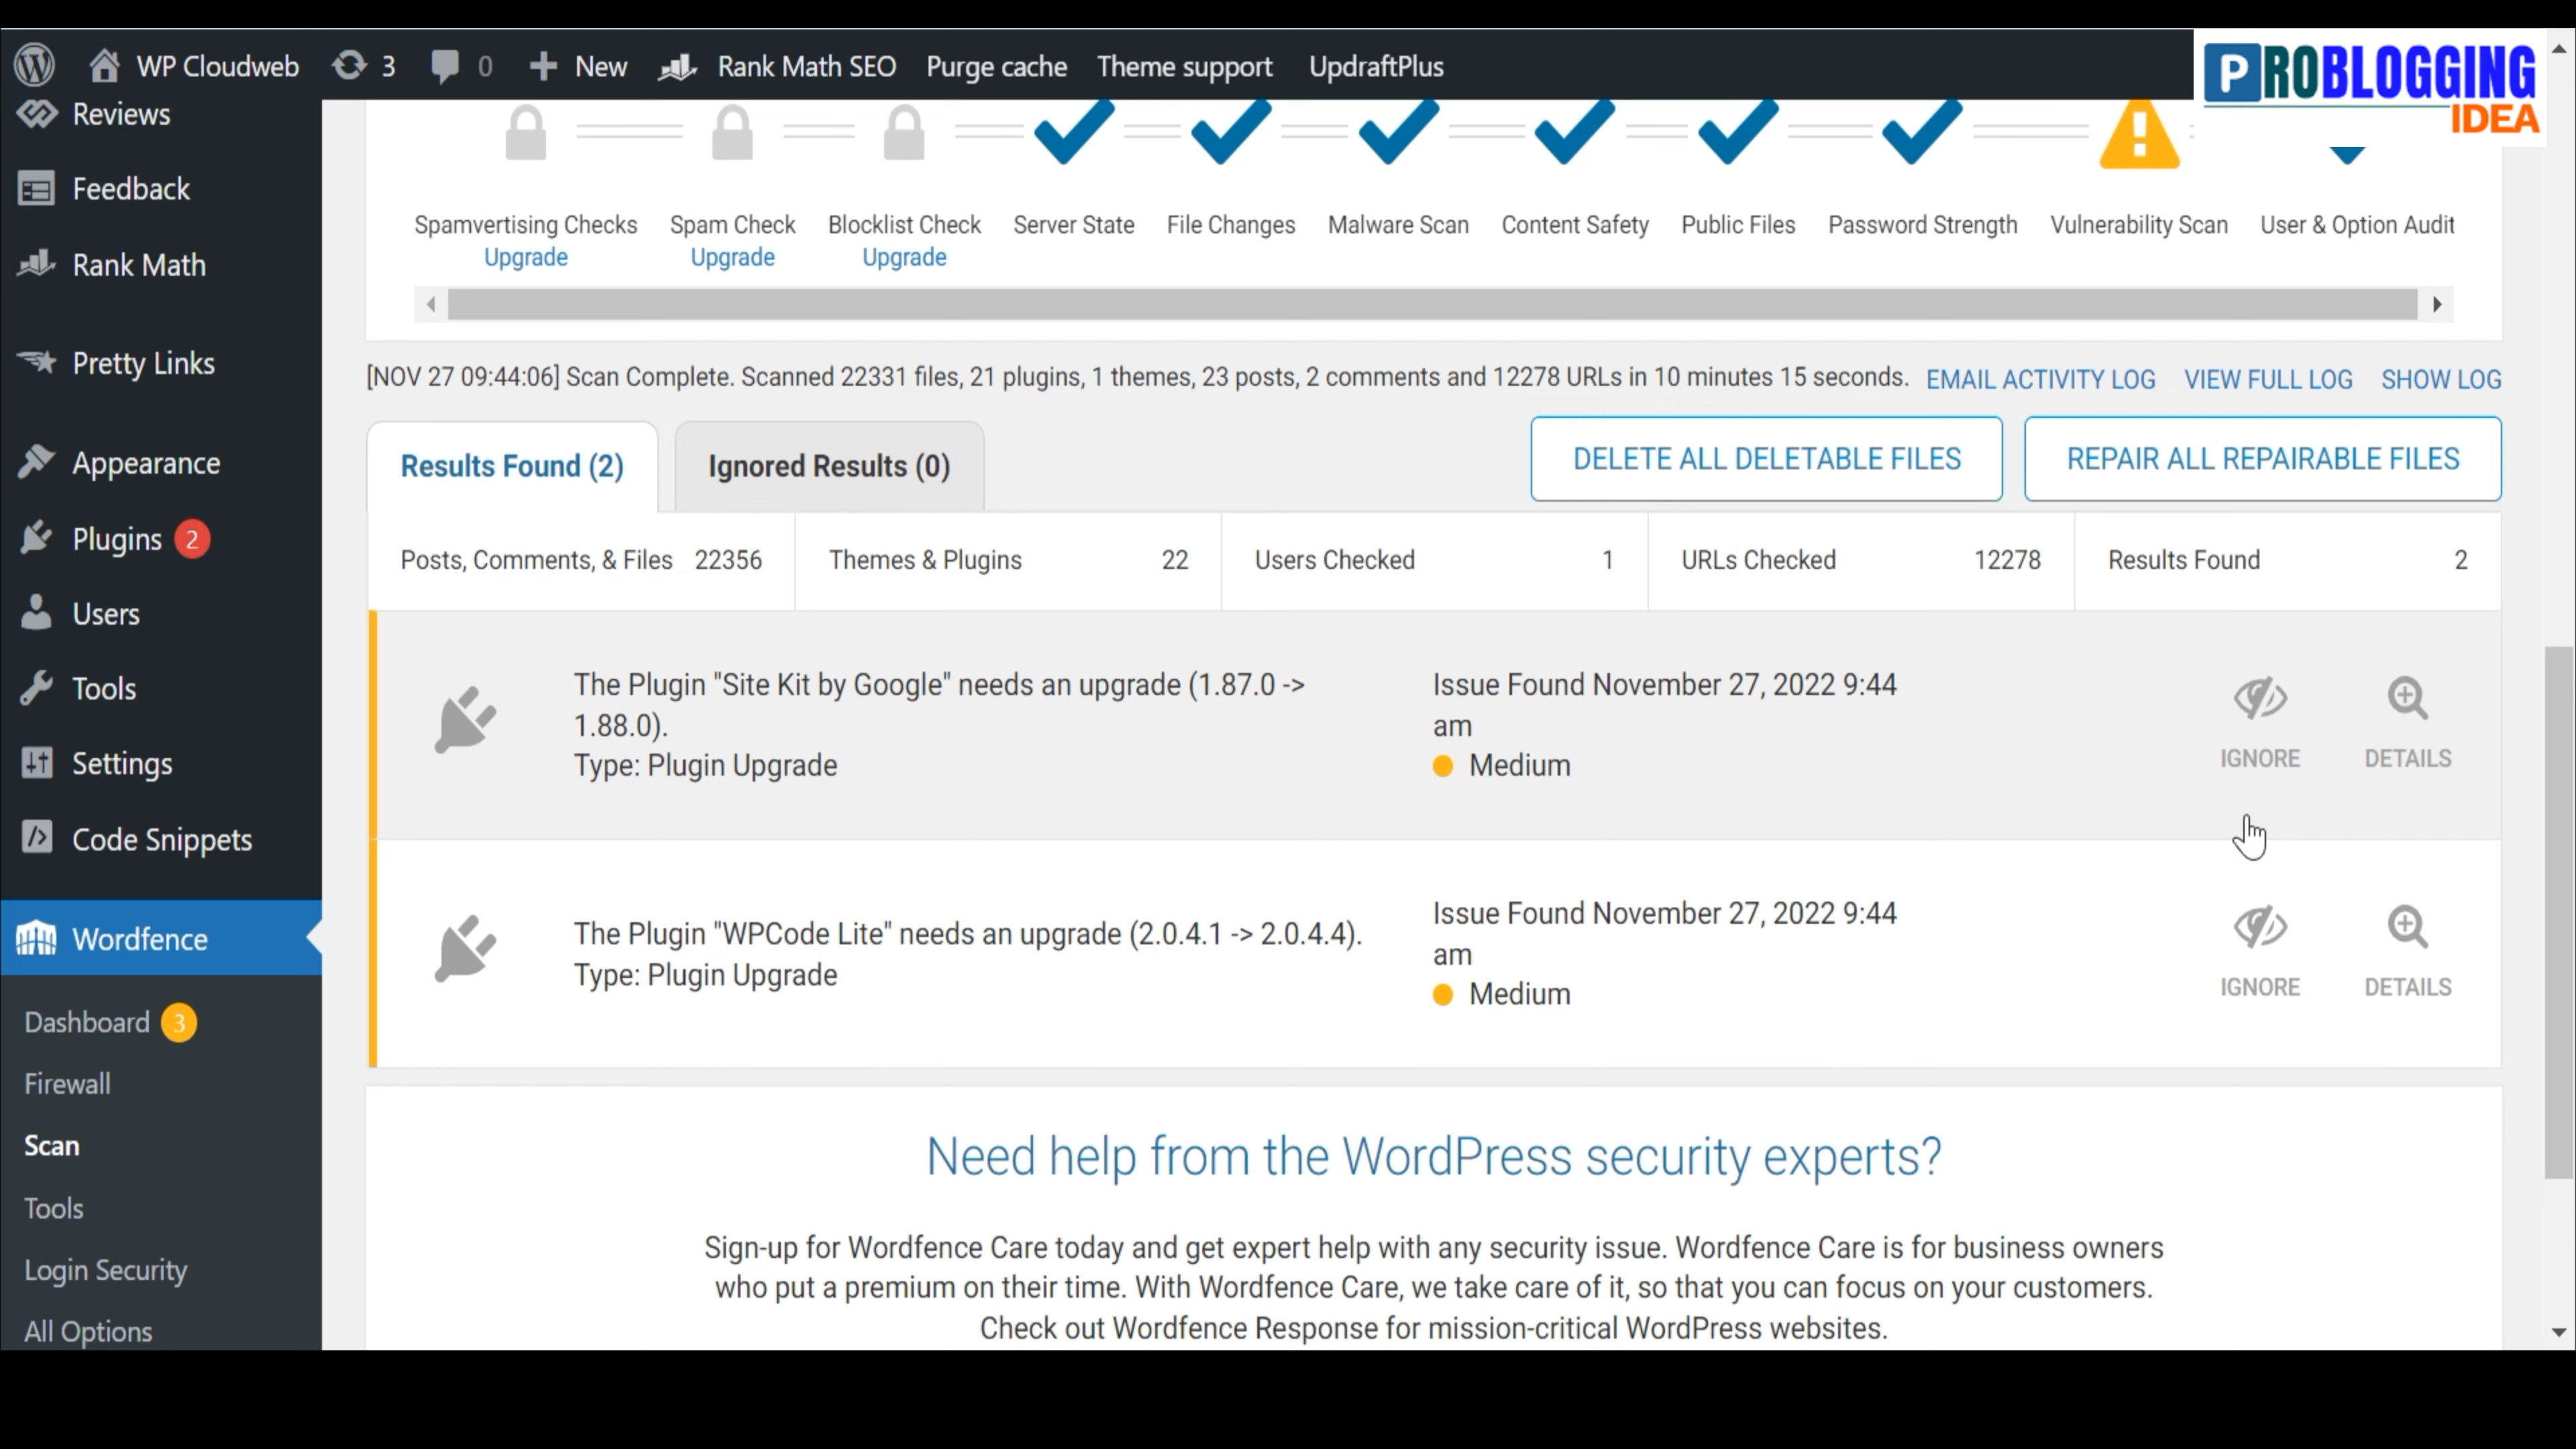 WP Cloudweb 3 0 New Rank Math SEO Purge cache Theme support UpdraftPlus
PROBLOGGING
IDEA
Reviews
Feedback
Rank Math
Pretty Links
Appearance
Plugins 2
Users
Tools
Settings
Code Snippets
Wordfence
Dashboard 3
Firewall
Scan
Tools
Login Security
All Options
Spamvertising Checks Spam Check Blocklist Check Server State File Changes Malware Scan Content Safety Public Files Password Strength Vulnerability Scan User & Option Audit
Upgrade Upgrade Upgrade
[NOV 27 09:44:06] Scan Complete. Scanned 22331 files, 21 plugins, 1 themes, 23 posts, 2 comments and 12278 URLs in 10 minutes 15 seconds. EMAIL ACTIVITY LOG VIEW FULL LOG SHOW LOG
Results Found (2) Ignored Results (0) DELETE ALL DELETABLE FILES REPAIR ALL REPAIRABLE FILES
Posts, Comments, & Files 22356 Themes & Plugins 22 Users Checked 1 URLs Checked 12278 Results Found 2
The Plugin "Site Kit by Google" needs an upgrade (1.87.0 ->
1.88.0).
Type: Plugin Upgrade
Issue Found November 27, 2022 9:44
am
Medium
IGNORE DETAILS
The Plugin "WPCode Lite" needs an upgrade (2.0.4.1 -> 2.0.4.4).
Type: Plugin Upgrade
Issue Found November 27, 2022 9:44
am
Medium
IGNORE DETAILS
Need help from the WordPress security experts?
Sign-up for Wordfence Care today and get expert help with any security issue. Wordfence Care is for business owners
who put a premium on their time. With Wordfence Care, we take care of it, so that you can focus on your customers.
Check out Wordfence Response for mission-critical WordPress websites.